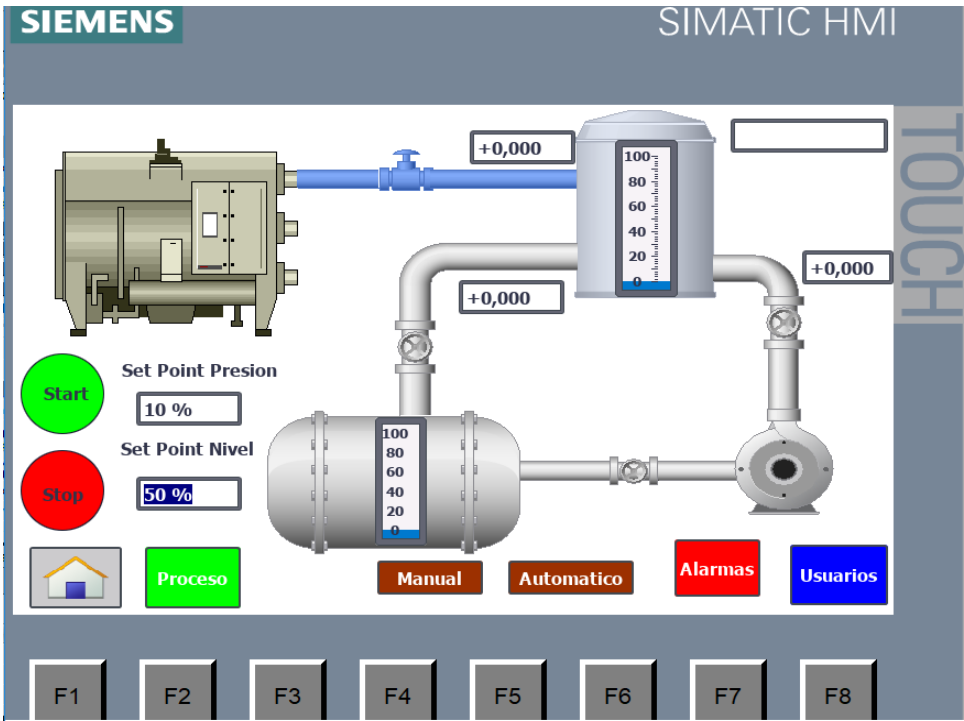 SIEMENS
SIMATIC HMI
TOUCH
+0,000
100
80
60
40
20
0
+0,000
+0,000
Start
Set Point Presion
10 %
Set Point Nivel
Stop
50 %
100
80
60
40
20
0
Proceso
Manual
Automatico
Alarmas
Usuarios
F1
F2
F3
F4
F5
F6
F7
F8